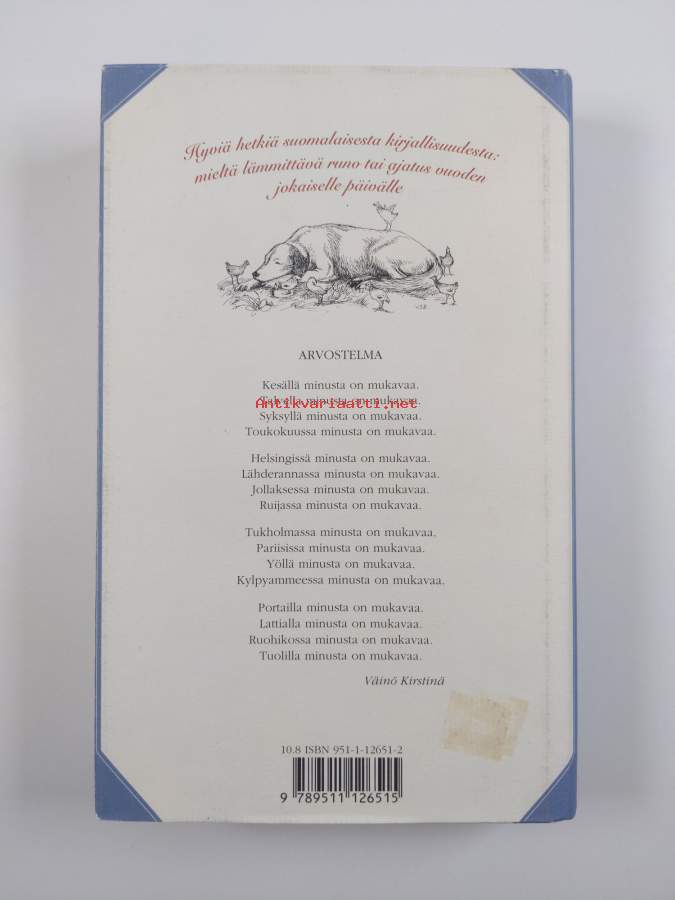 Hyviä hetkiä suomalaisesta kirjallisuudesta:
mieltä lämmittävä runo tai ajatus vuoden
jokaiselle päivälle
ARVOSTELMA
Kesällä minusta on mukavaa.
Talvella minusta on mukavaa.
Antikvariaatti.net
Syksyllä minusta on mukavaa.
Toukokuussa minusta on mukavaa.
Helsingissä minusta on mukavaa.
Lähderannassa minusta on mukavaa.
Jollaksessa minusta on mukavaa.
Ruijassa minusta on mukavaa.
Tukholmassa minusta on mukavaa.
Pariisissa minusta on mukavaa.
Yöllä minusta on mukavaa.
Kylpyammeessa minusta on mukavaa.
Portailla minusta on mukavaa.
Lattialla minusta on mukavaa.
Ruohikossa minusta on mukavaa.
Tuolilla minusta on mukavaa.
Väinö Kirstinä
10.8 ISBN 951-1-12651-2
9 789511 126515